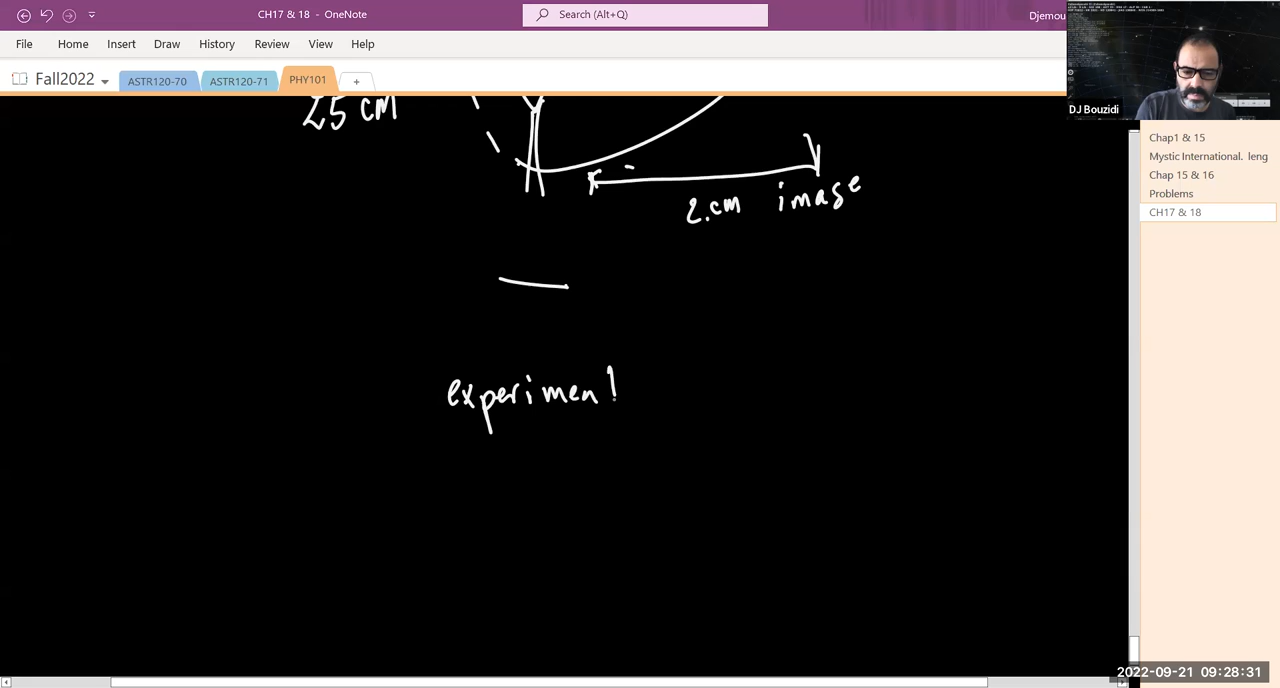 CH17 & 18 - OneNote
Search (Alt+Q)
Djemou
File Home Insert Draw History Review View Help
Fall2022 ASTR120-70 ASTR120-71 PHY101 +
DJ Bouzidi
25 cm
2.cm image
experimen!
Chap1 & 15
Mystic International. leng
Chap 15 & 16
Problems
CH17 & 18
2022-09-21 09:28:31